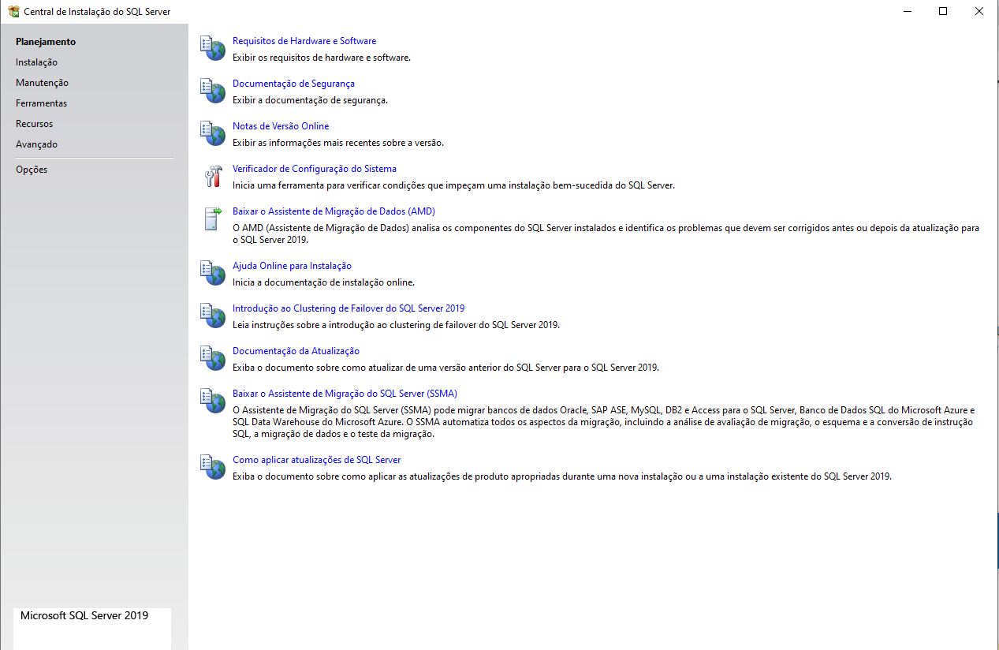 Central de Instalação do SQL Server
Planejamento
Instalação
Manutenção
Ferramentas
Recursos
Avançado
Opções
Microsoft SQL Server 2019
Requisitos de Hardware e Software
Exibir os requisitos de hardware e software.
Documentação de Segurança
Exibir a documentação de segurança.
Notas de Versão Online
Exibir as informações mais recentes sobre a versão.
Verificador de Configuração do Sistema
Inicia uma ferramenta para verificar condições que impeçam uma instalação bem-sucedida do SQL Server.
Baixar o Assistente de Migração de Dados (AMD)
O AMD (Assistente de Migração de Dados) analisa os componentes do SQL Server instalados e identifica os problemas que devem ser corrigidos antes ou depois da atualização para
o SQL Server 2019.
Ajuda Online para Instalação
Inicia a documentação de instalação online.
Introdução ao Clustering de Failover do SQL Server 2019
Leia instruções sobre a introdução ao clustering de failover do SQL Server 2019.
Documentação da Atualização
Exiba o documento sobre como atualizar de uma versão anterior do SQL Server para o SQL Server 2019.
Baixar o Assistente de Migração do SQL Server (SSMA)
O Assistente de Migração do SQL Server (SSMA) pode migrar bancos de dados Oracle, SAP ASE, MySQL, DB2 e Access para o SQL Server, Banco de Dados SQL do Microsoft Azure e
SQL Data Warehouse do Microsoft Azure. O SSMA automatiza todos os aspectos da migração, incluindo a análise de avaliação de migração, o esquema e a conversão de instrução
SQL, a migração de dados e o teste da migração.
Como aplicar atualizações de SQL Server
Exiba o documento sobre como aplicar as atualizações de produto apropriadas durante uma nova instalação ou a uma instalação existente do SQL Server 2019.